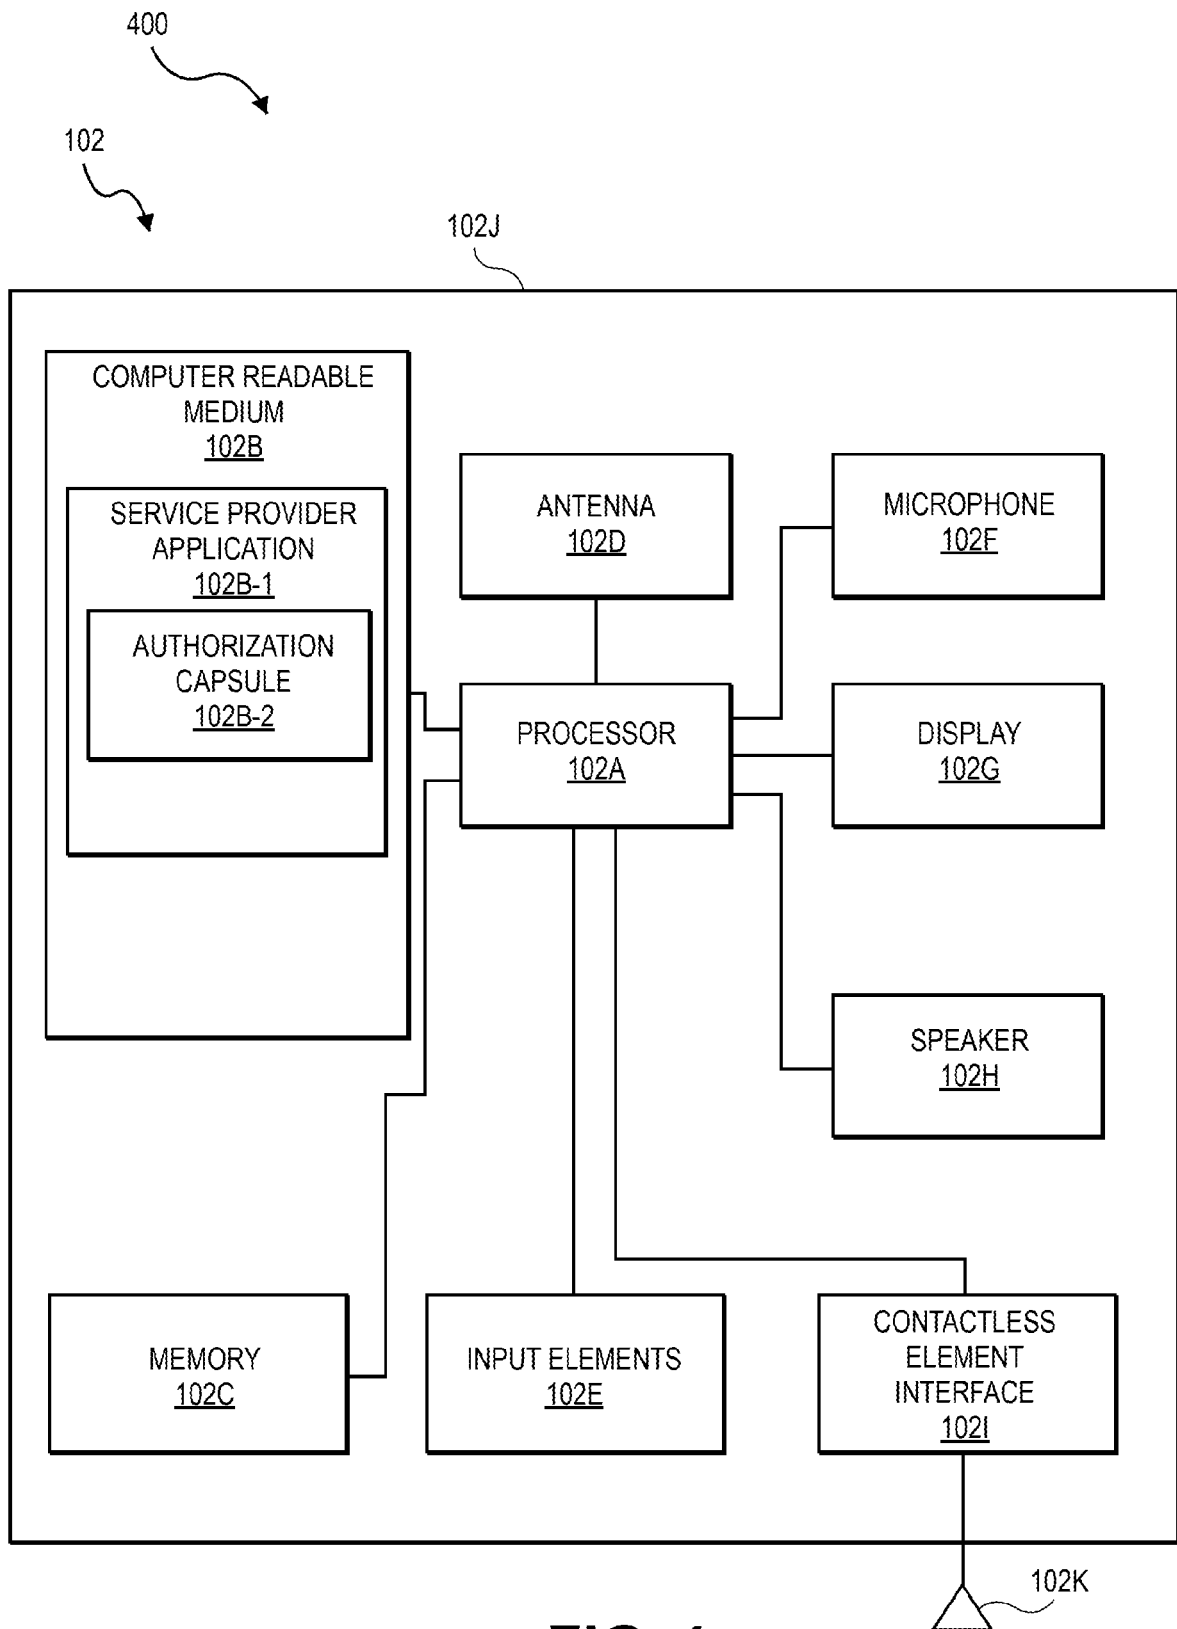 400
102
102J
COMPUTER READABLE
MEDIUM
102B
SERVICE PROVIDER
APPLICATION
102B-1
AUTHORIZATION
CAPSULE
102B-2
ANTENNA
102D
MICROPHONE
102F
PROCESSOR
102A
DISPLAY
102G
SPEAKER
102H
MEMORY
102C
INPUT ELEMENTS
102E
CONTACTLESS
ELEMENT
INTERFACE
102I
102K